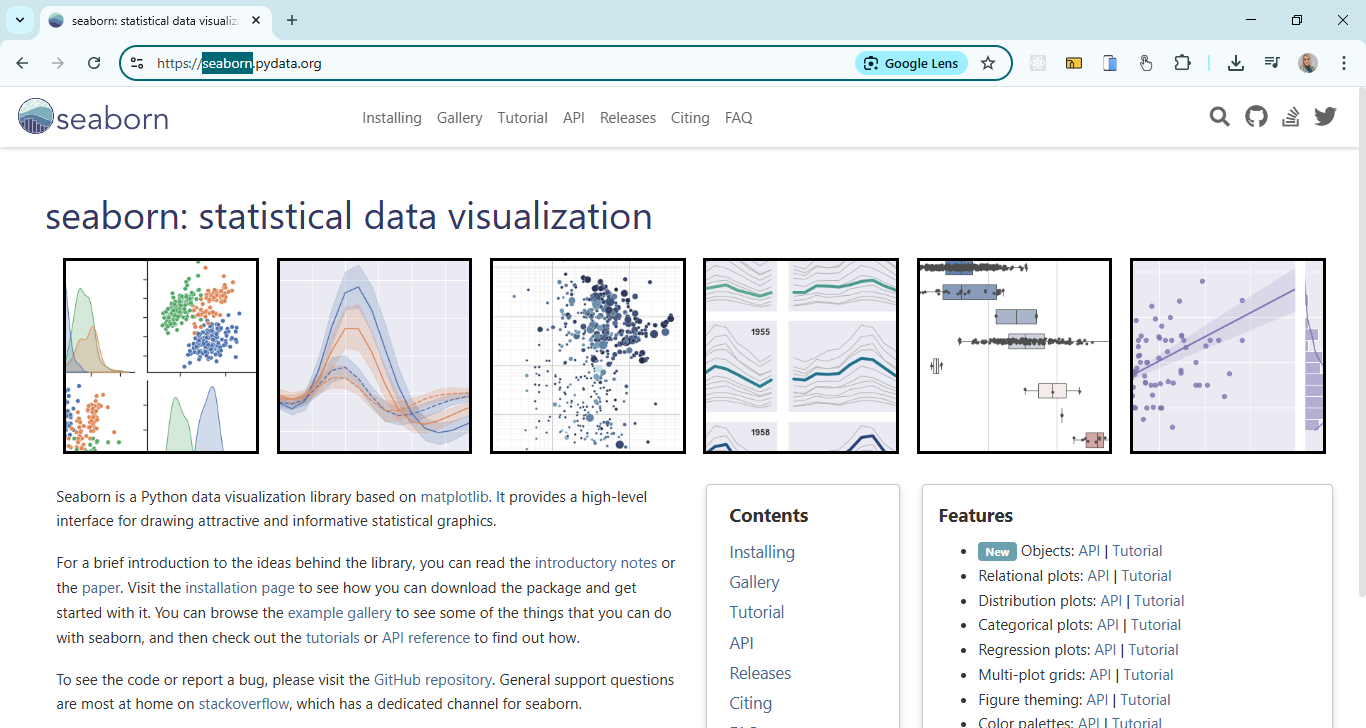 seaborn: statistical data visualiz
https://seaborn.pydata.org
Google Lens
seaborn
Installing Gallery Tutorial API Releases Citing FAQ
seaborn: statistical data visualization
1955
1958
Seaborn is a Python data visualization library based on matplotlib. It provides a high-level
interface for drawing attractive and informative statistical graphics.
For a brief introduction to the ideas behind the library, you can read the introductory notes or
the paper. Visit the installation page to see how you can download the package and get
started with it. You can browse the example gallery to see some of the things that you can do
with seaborn, and then check out the tutorials or API reference to find out how.
To see the code or report a bug, please visit the GitHub repository. General support questions
are most at home on stackoverflow, which has a dedicated channel for seaborn.
Contents
Installing
Gallery
Tutorial
API
Releases
Citing
Features
New Objects: API | Tutorial
Relational plots: API | Tutorial
Distribution plots: API | Tutorial
Categorical plots: API | Tutorial
Regression plots: API | Tutorial
Multi-plot grids: API | Tutorial
Figure theming: API | Tutorial
Color palettes: API | Tutorial